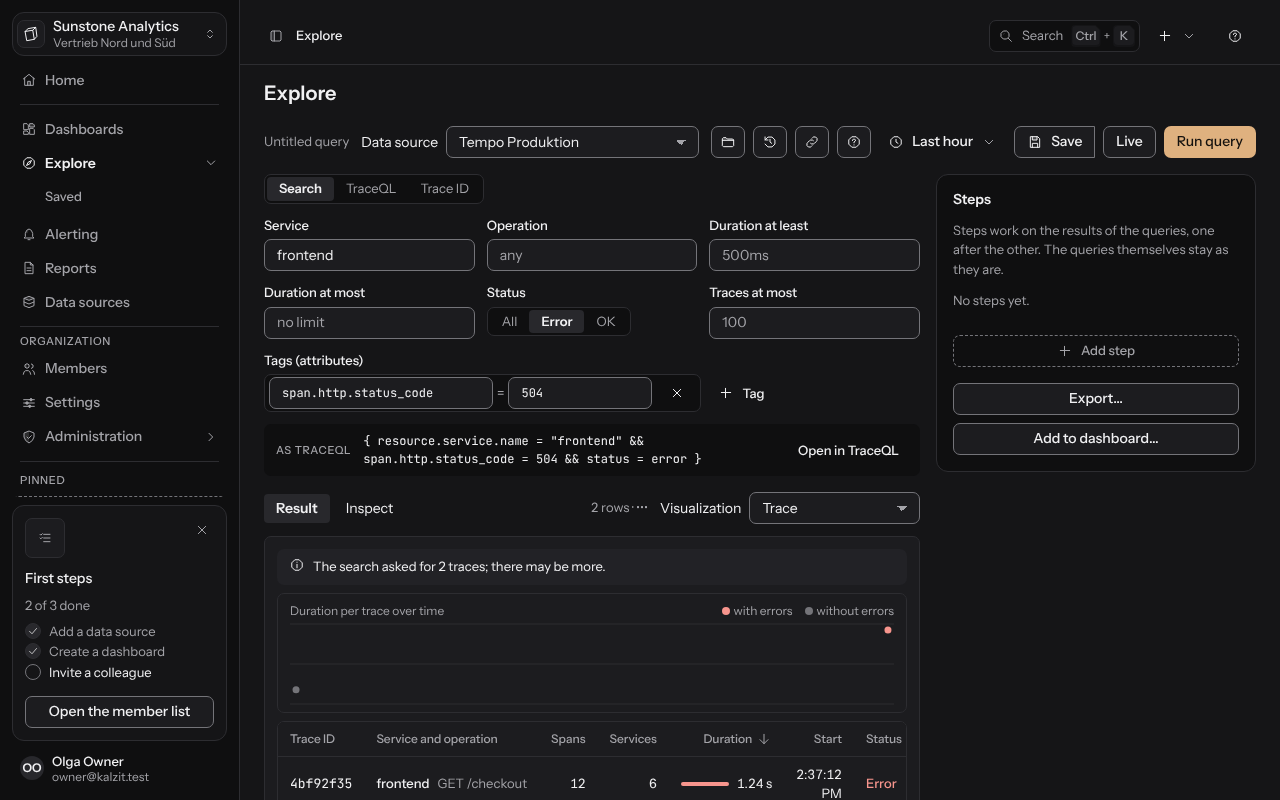 Sunstone Analytics
Vertrieb Nord und Süd
Home
Dashboards
Explore
Saved
Alerting
Reports
Data sources
ORGANIZATION
Members
Settings
Administration
PINNED
First steps
2 of 3 done
Add a data source
Create a dashboard
Invite a colleague
Open the member list
OO
Olga Owner
owner@kalzit.test
Explore
Search Ctrl + K
Explore
Untitled query Data source Tempo Produktion Last hour Save Live Run query
Search TraceQL Trace ID
Service Operation Duration at least
frontend any 500ms
Duration at most Status Traces at most
no limit All Error OK 100
Tags (attributes)
span.http.status_code = 504 Tag
AS TRACEQL { resource.service.name = "frontend" &&
span.http.status_code = 504 && status = error }
Open in TraceQL
Result Inspect 2 rows · ··· Visualization Trace
The search asked for 2 traces; there may be more.
Duration per trace over time with errors without errors
Trace ID Service and operation Spans Services Duration Start Status
4bf92f35 frontend GET /checkout 12 6 1.24 s 2:37:12 PM Error
Steps
Steps work on the results of the queries, one
after the other. The queries themselves stay as
they are.
No steps yet.
Add step
Export...
Add to dashboard...